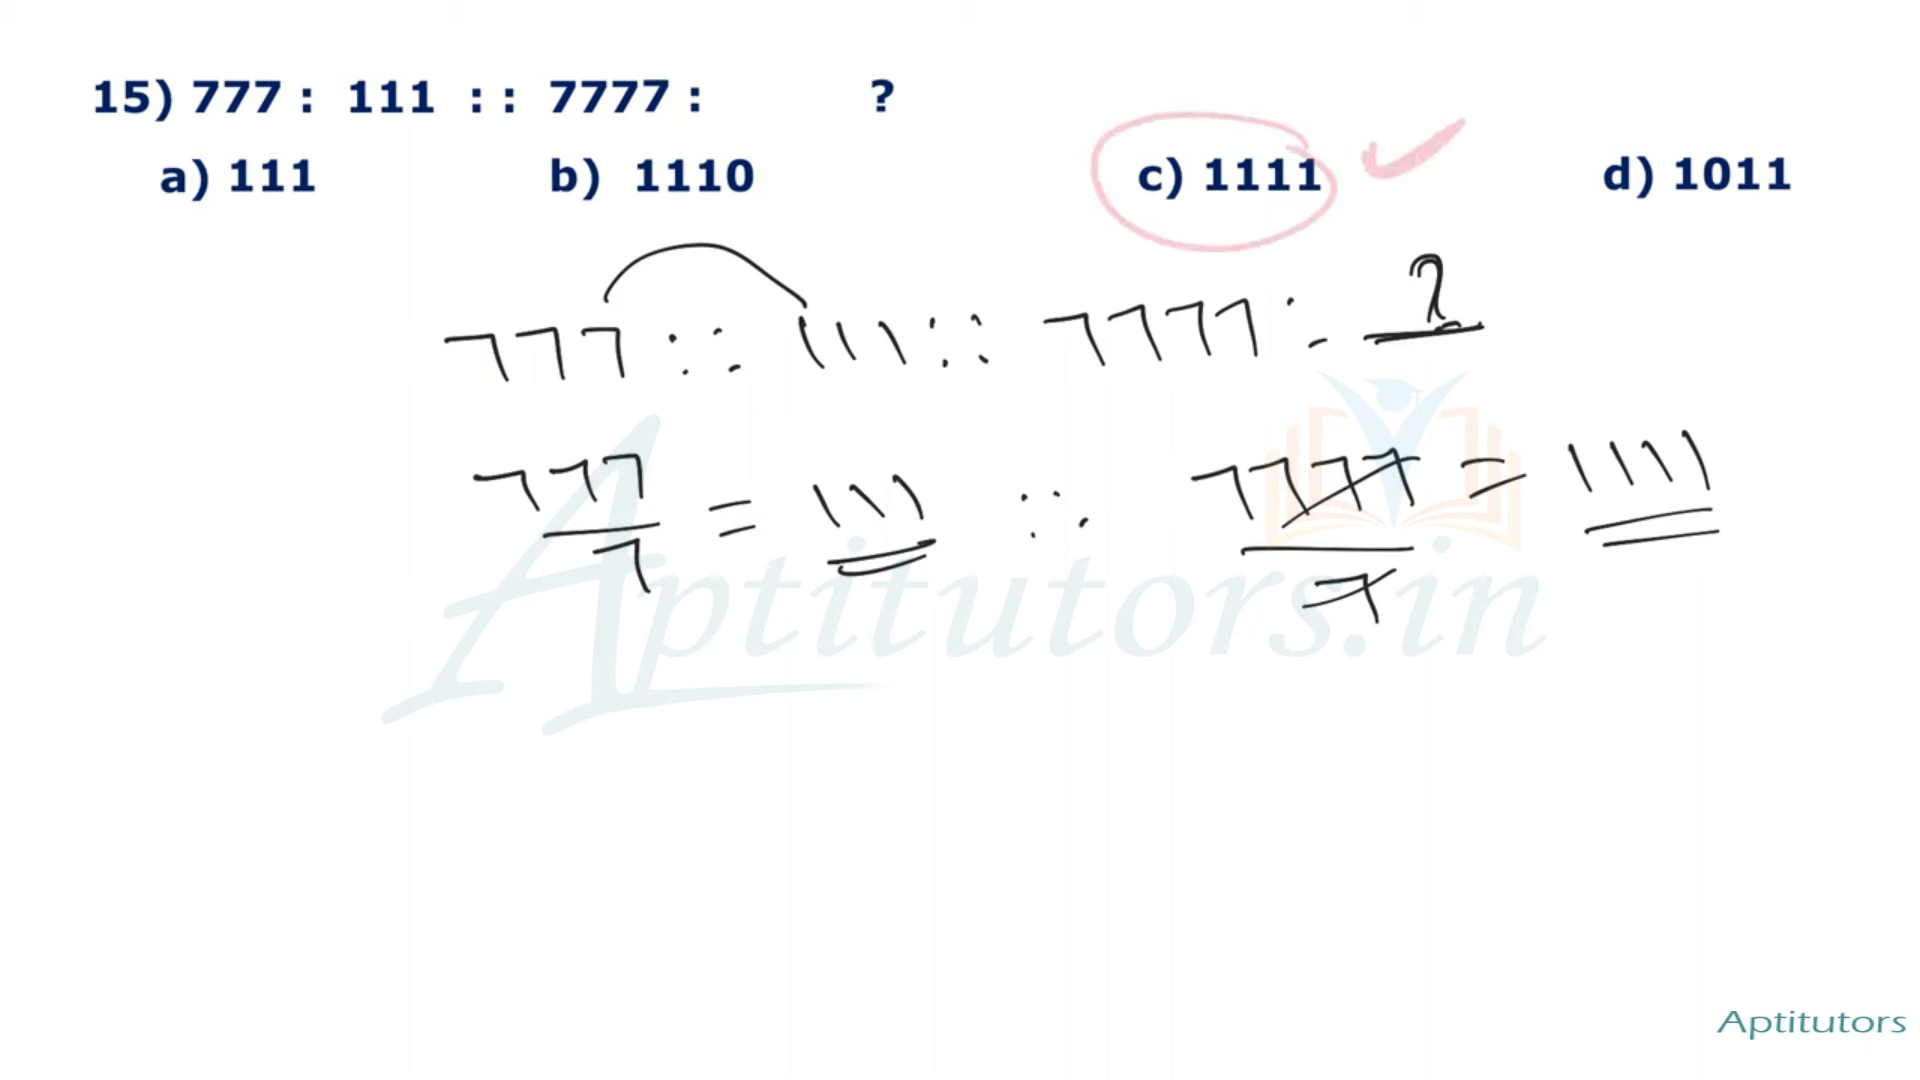 15) 777 : 111 : : 7777 : ?
a) 111 b) 1110 c) 1111 d) 1011
777 : : 111 : : 7777 : ?
777 = 111 : : 7777 = 1111
7 7
Aptitutors.in
Aptitutors